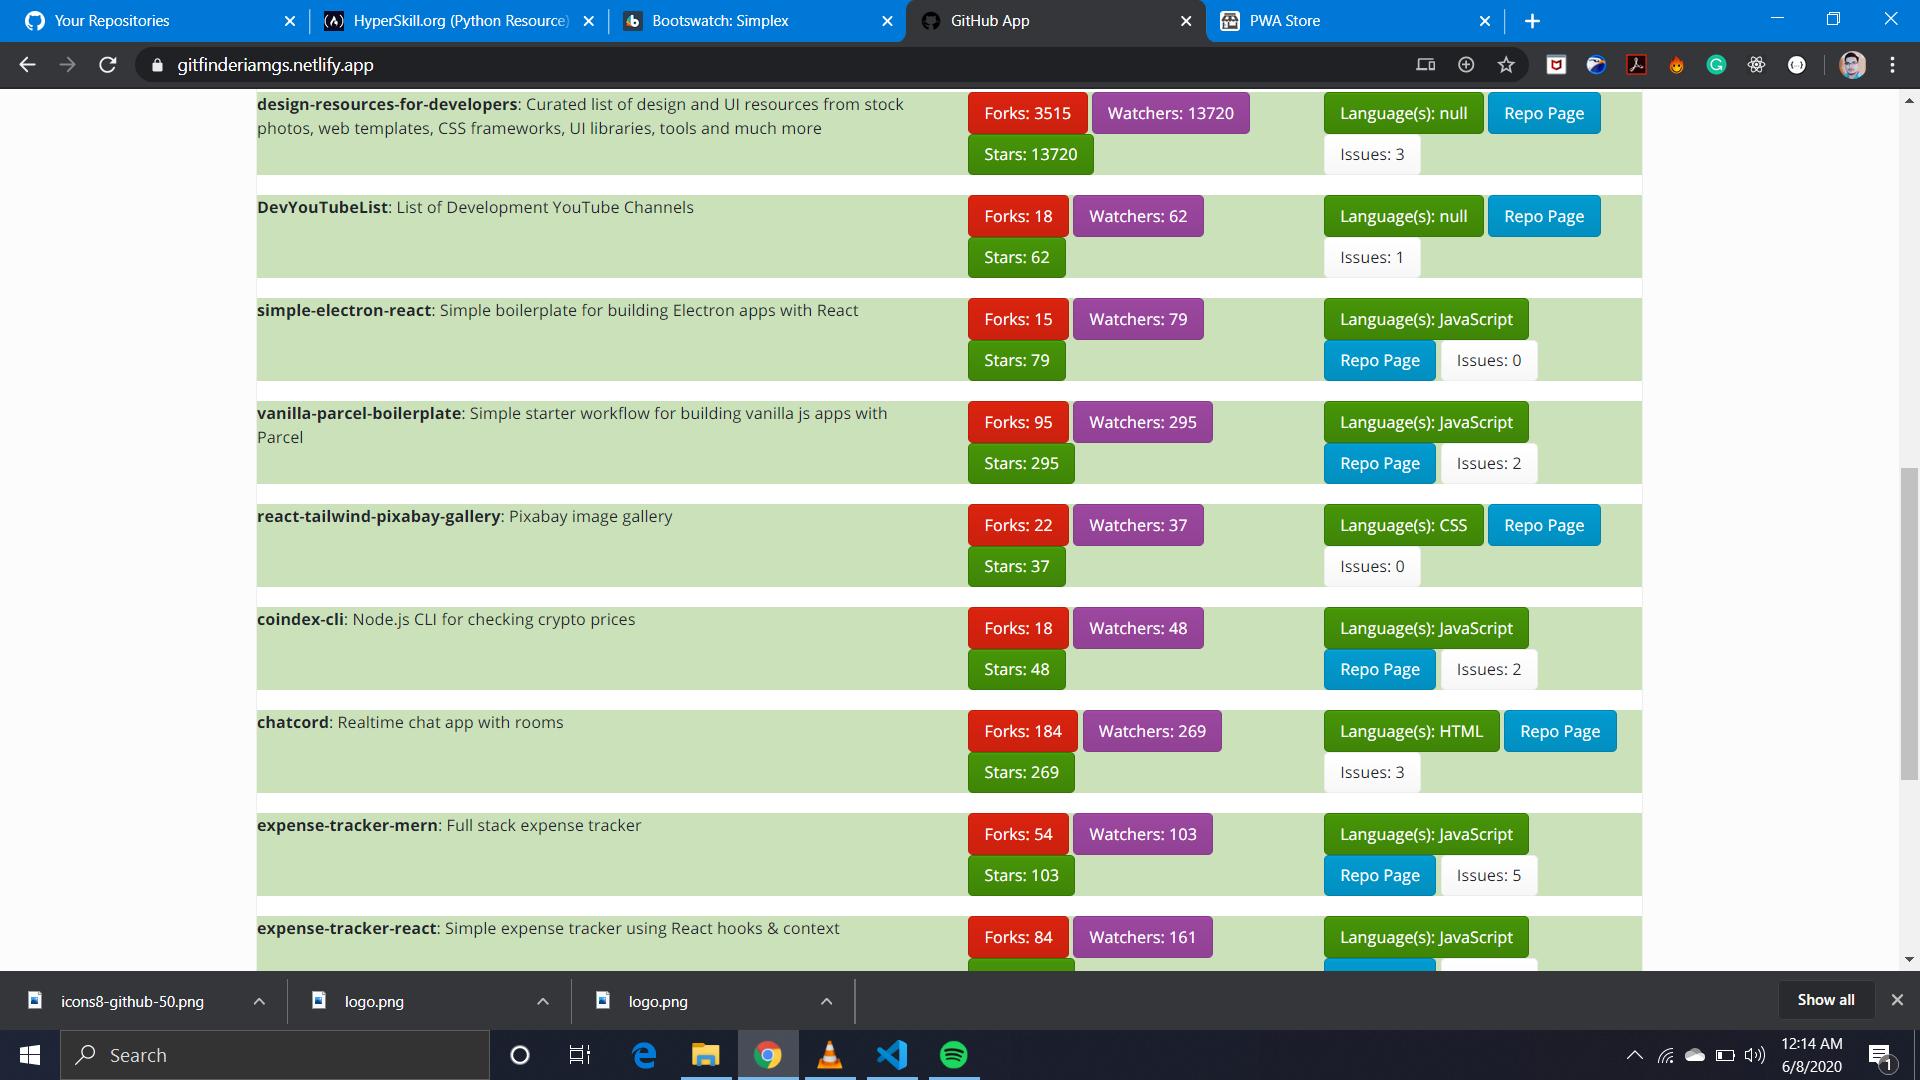 Your Repositories
HyperSkill.org (Python Resource)
Bootswatch: Simplex
GitHub App
PWA Store
gitfinderiamgs.netlify.app
design-resources-for-developers: Curated list of design and UI resources from stock
photos, web templates, CSS frameworks, UI libraries, tools and much more
Forks: 3515 Watchers: 13720
Stars: 13720
Language(s): null Repo Page
Issues: 3
DevYouTubeList: List of Development YouTube Channels
Forks: 18 Watchers: 62
Stars: 62
Language(s): null Repo Page
Issues: 1
simple-electron-react: Simple boilerplate for building Electron apps with React
Forks: 15 Watchers: 79
Stars: 79
Language(s): JavaScript
Repo Page Issues: 0
vanilla-parcel-boilerplate: Simple starter workflow for building vanilla js apps with
Parcel
Forks: 95 Watchers: 295
Stars: 295
Language(s): JavaScript
Repo Page Issues: 2
react-tailwind-pixabay-gallery: Pixabay image gallery
Forks: 22 Watchers: 37
Stars: 37
Language(s): CSS Repo Page
Issues: 0
coindex-cli: Node.js CLI for checking crypto prices
Forks: 18 Watchers: 48
Stars: 48
Language(s): JavaScript
Repo Page Issues: 2
chatcord: Realtime chat app with rooms
Forks: 184 Watchers: 269
Stars: 269
Language(s): HTML Repo Page
Issues: 3
expense-tracker-mern: Full stack expense tracker
Forks: 54 Watchers: 103
Stars: 103
Language(s): JavaScript
Repo Page Issues: 5
expense-tracker-react: Simple expense tracker using React hooks & context
Forks: 84 Watchers: 161
Language(s): JavaScript
icons8-github-50.png
logo.png
logo.png
Show all
Search
12:14 AM
6/8/2020
1